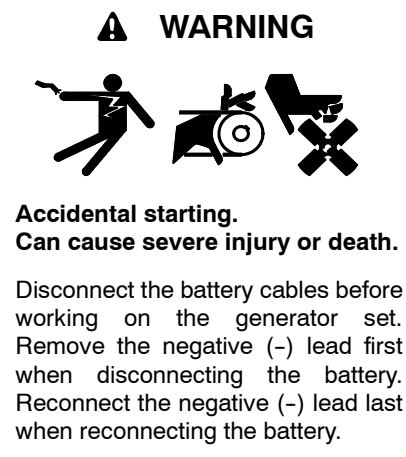 WARNING
Accidental starting.
Can cause severe injury or death.
Disconnect the battery cables before
working on the generator set.
Remove the negative (–) lead first
when disconnecting the battery.
Reconnect the negative (–) lead last
when reconnecting the battery.